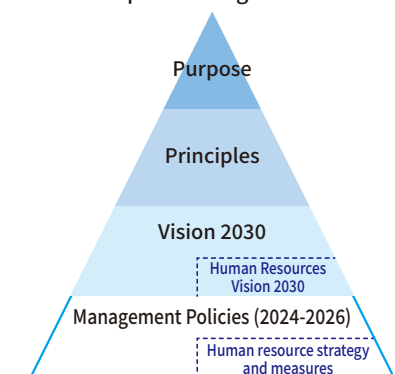 Purpose
Principles
Vision 2030
Human Resources
Vision 2030
Management Policies (2024-2026)
Human resource strategy
and measures